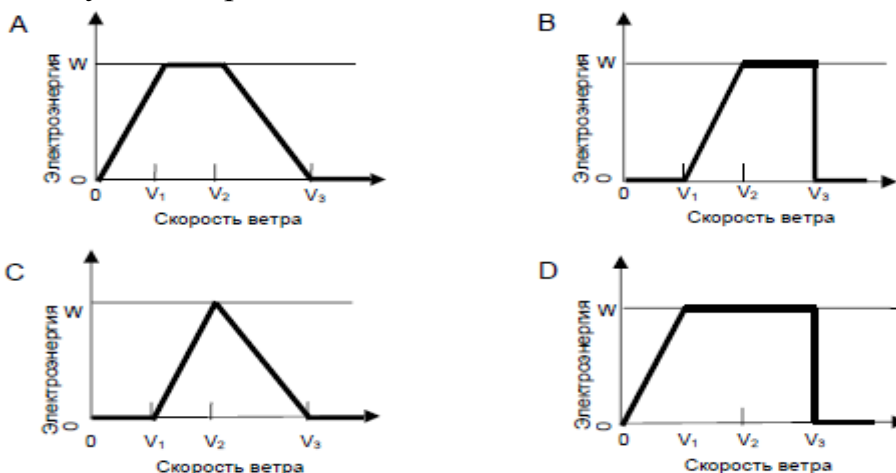 A
Электроэнергия
W
0
0 V₁ V₂ V₃
Скорость ветра
B
Электроэнергия
W
0
0 V₁ V₂ V₃
Скорость ветра
C
Электроэнергия
W
0
0 V₁ V₂ V₃
Скорость ветра
D
Электроэнергия
W
0
0 V₁ V₂ V₃
Скорость ветра